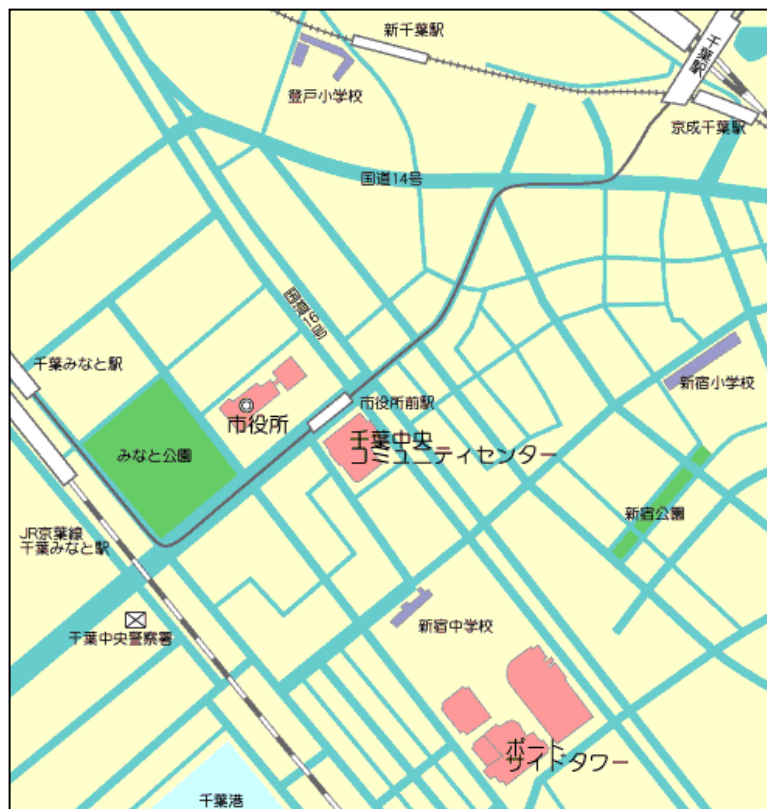 新千葉駅
千葉駅
登戸小学校
京成千葉駅
国道14号
国道16号
千葉みなと駅
市役所前駅
新宿小学校
市役所
千葉中央
コミュニティセンター
みなと公園
新宿公園
JR京葉線
千葉みなと駅
千葉中央警察署
新宿中学校
ポート
サイドタワー
千葉港